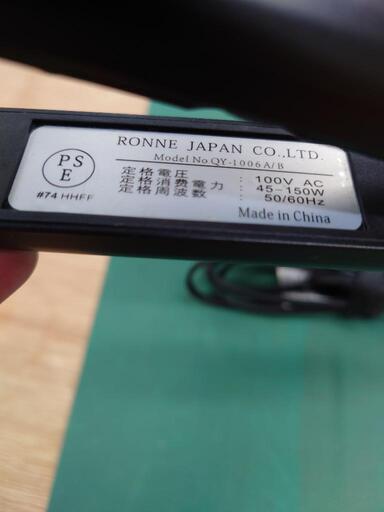 RONNE JAPAN CO.,LTD.
Model No QY-1006A/B
PS
E
#74 HHFF
定格電圧 : 100V AC
定格消費電力 : 45-150W
定格周波数 : 50/60Hz
Made in China